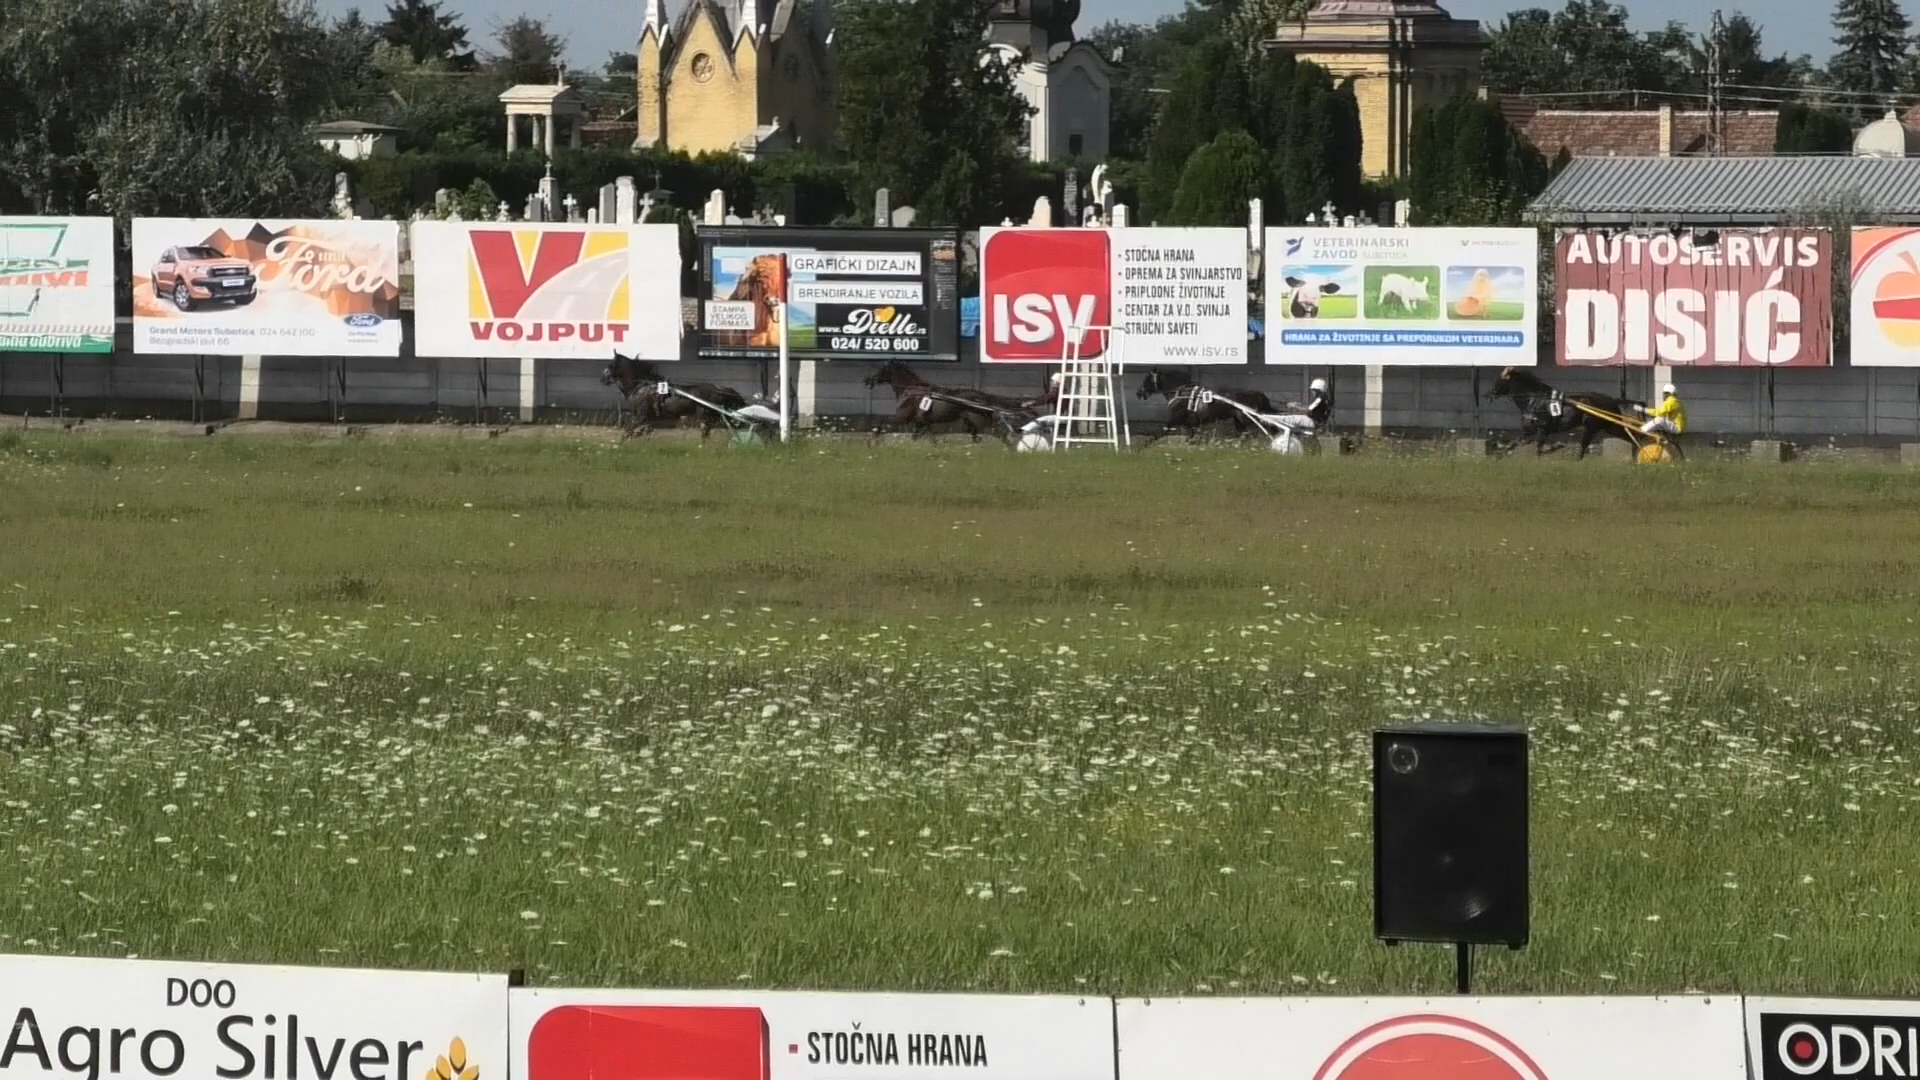 Ford
Grand Motors Subotica 024 642 100
Beogradski put 66
Ford
VOJPUT
GRAFIČKI DIZAJN
BRENDIRANJE VOZILA
ŠTAMPA
VELIKOG
FORMATA
www.Dielle.rs
024/ 520 600
ISV
• STOČNA HRANA
• OPREMA ZA SVINJARSTVO
• PRIPLODNE ŽIVOTINJE
• CENTAR ZA V.O. SVINJA
• STRUČNI SAVETI
www.isv.rs
VETERINARSKI
ZAVOD SUBOTICA
HRANA ZA ŽIVOTINJE SA PREPORUKOM VETERINARA
AUTOSERVIS
DISIĆ
DOO
Agro Silver
▪ STOČNA HRANA
ODRI